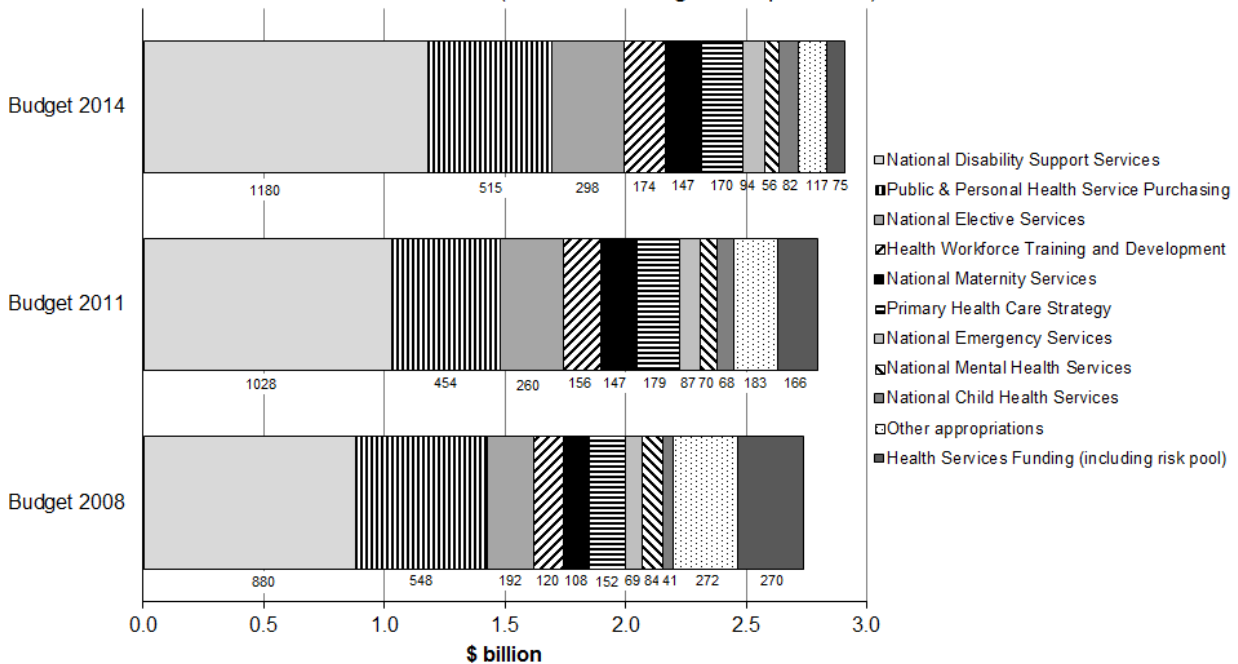 Budget 2014
1180 515 298 174 147 170 94 56 82 117 75
Budget 2011
1028 454 260 156 147 179 87 70 68 183 166
Budget 2008
880 548 192 120 108 152 69 84 41 272 270
0.0 0.5 1.0 1.5 2.0 2.5 3.0
$ billion
National Disability Support Services
Public & Personal Health Service Purchasing
National Elective Services
Health Workforce Training and Development
National Maternity Services
Primary Health Care Strategy
National Emergency Services
National Mental Health Services
National Child Health Services
Other appropriations
Health Services Funding (including risk pool)